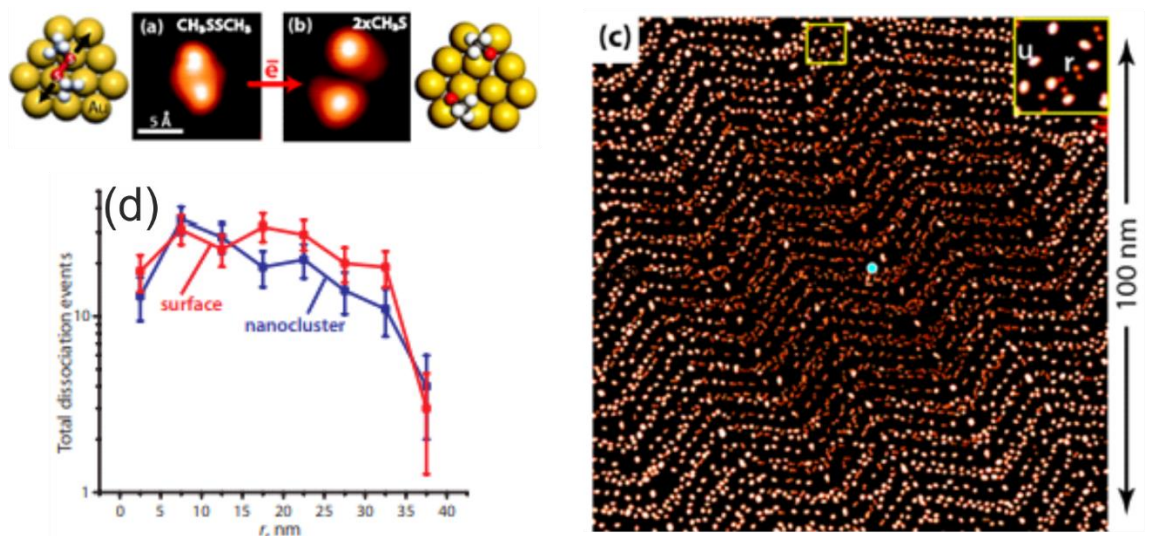 (a) CH₃SSCH₃
(b) 2xCH₃S
ē
Au
5 Å
(c)
u
r
100 nm
(d)
Total dissociation events
10
1
surface
nanocluster
0 5 10 15 20 25 30 35 40
r, nm